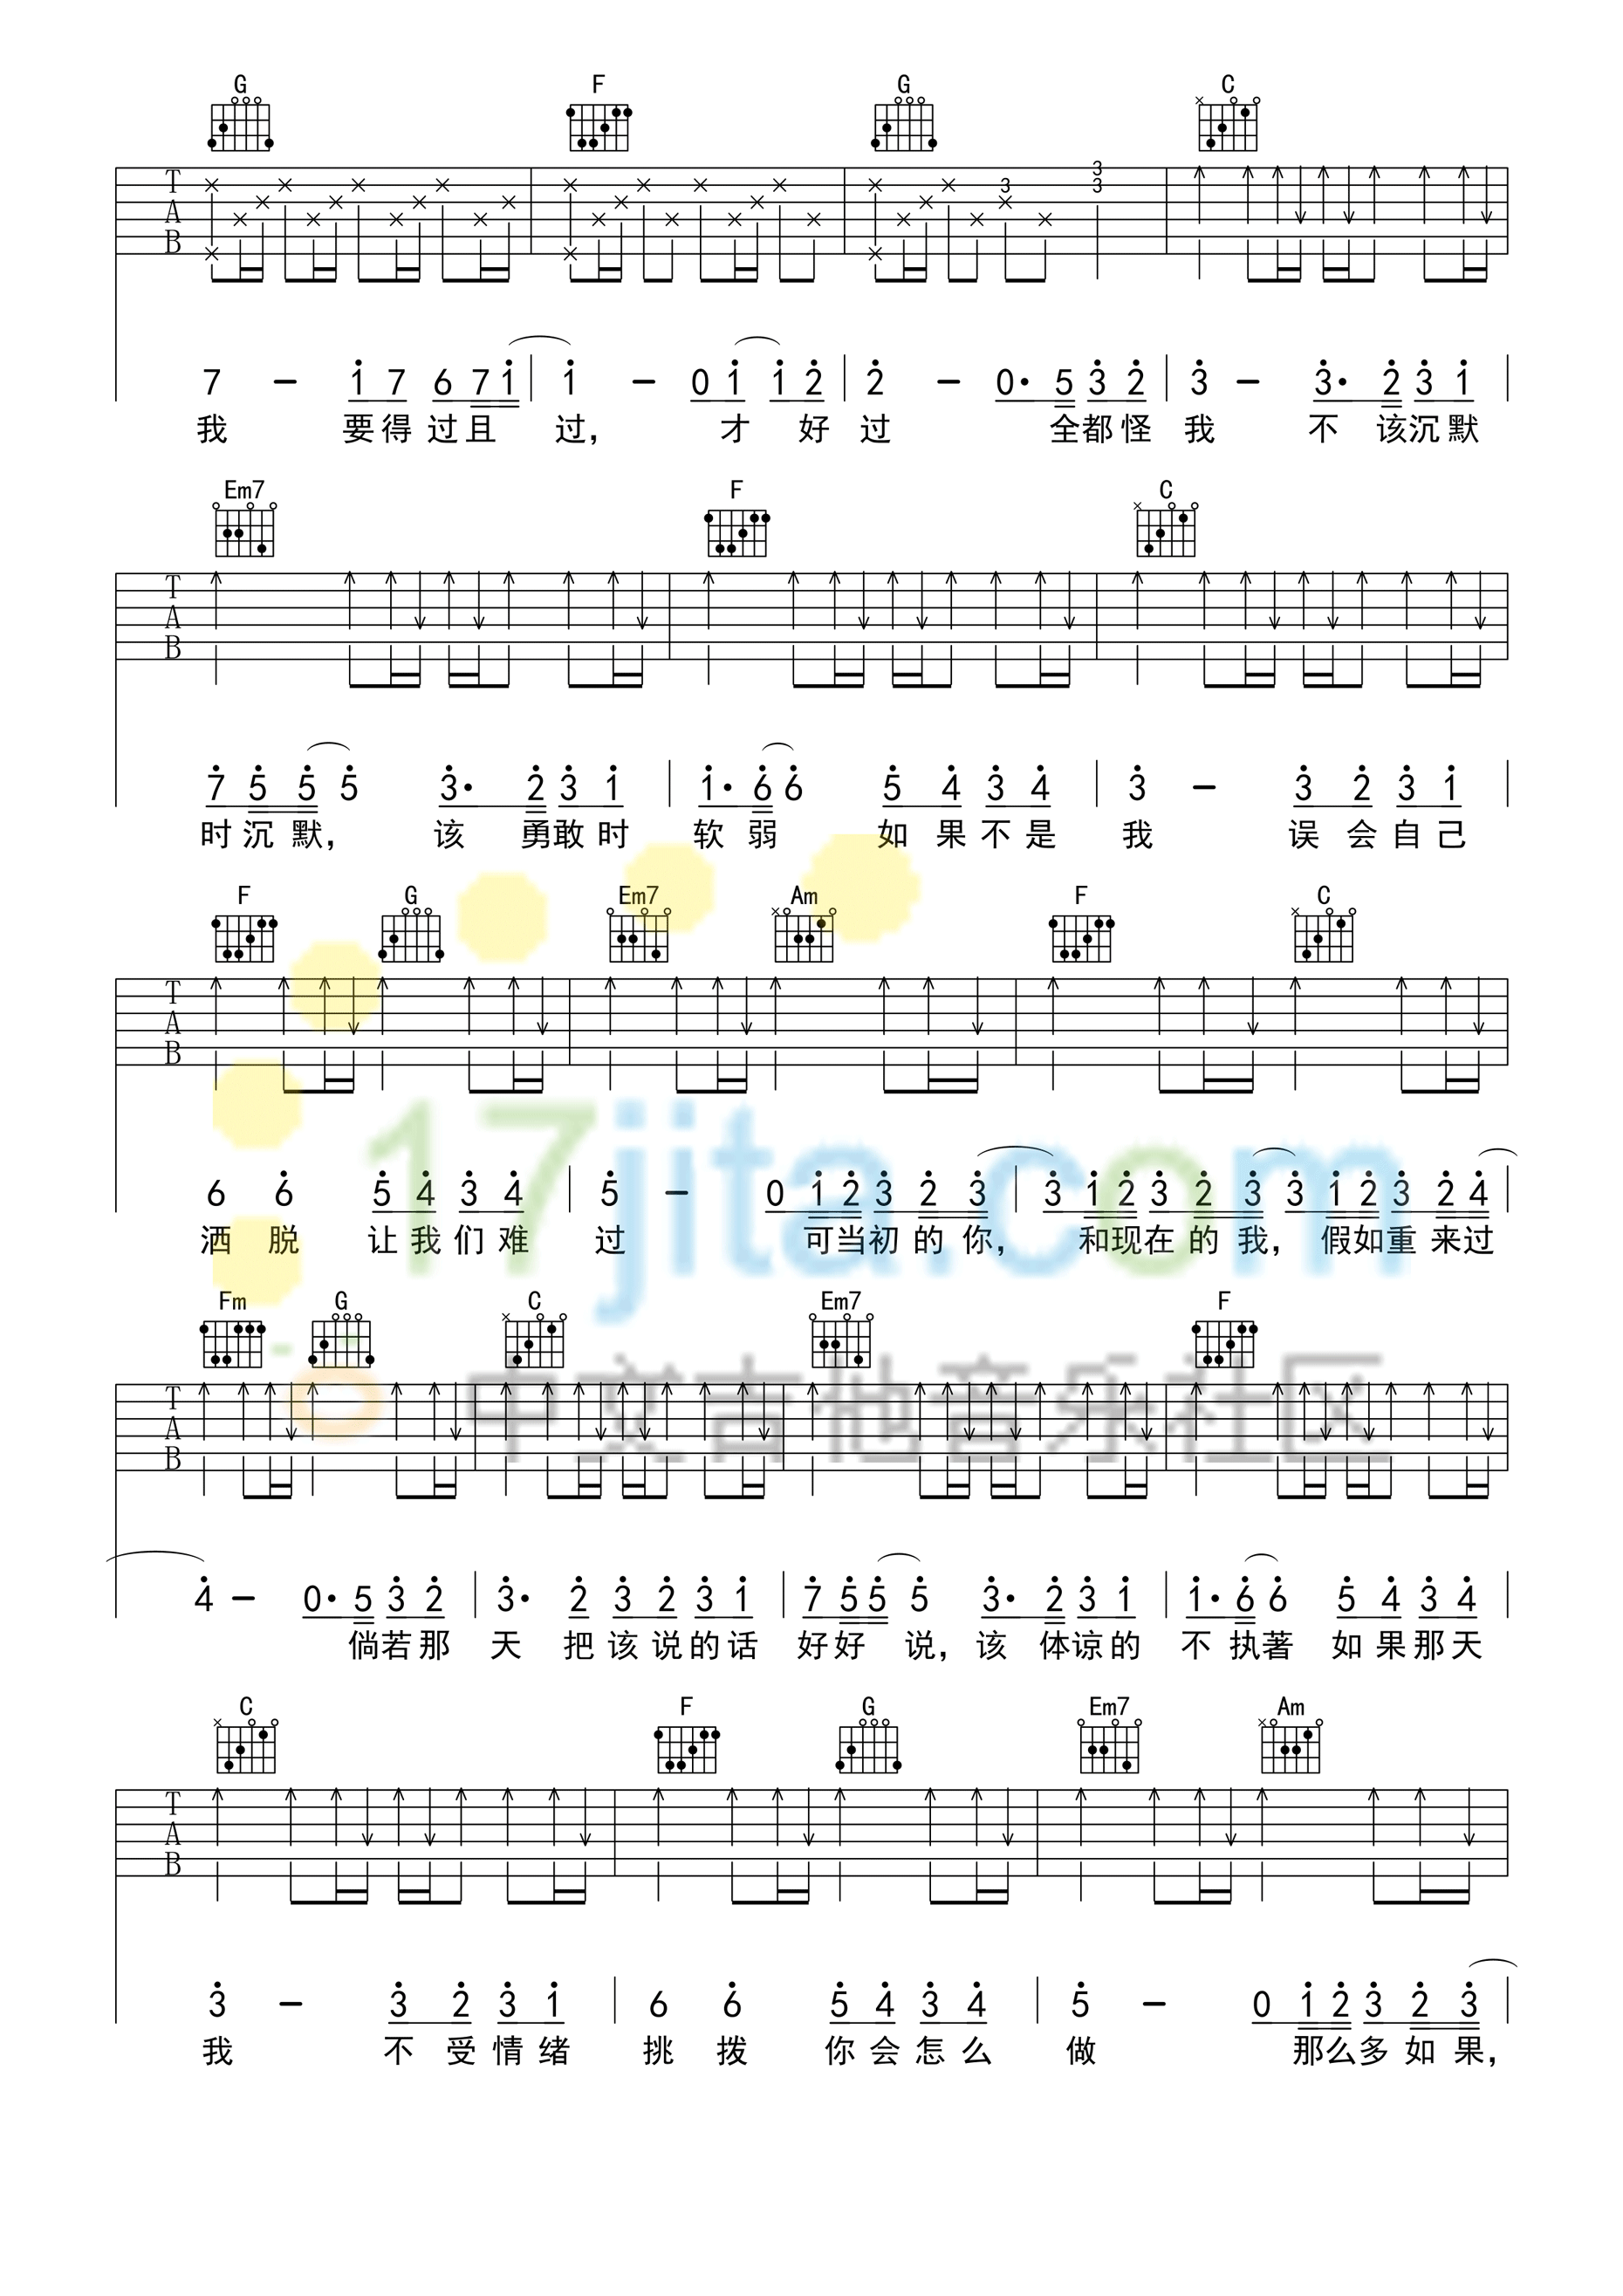 G F G C
T A B 3 3 3
7 – 1 7 6 7 1 | 1 – 0 1 1 2 | 2 – 0· 5 3 2 | 3 – 3· 2 3 1
我 要得过且 过, 才 好 过 全都怪 我 不 该沉默
Em7 F C
T A B
7 5 5 5 3· 2 3 1 | 1· 6 6 5 4 3 4 | 3 – 3 2 3 1
时沉默, 该 勇敢时 软弱 如果不是 我 误会自己
F G Em7 Am F C
T A B
6 6 5 4 3 4 | 5 – 0 1 2 3 2 3 | 3 1 2 3 2 3 3 1 2 3 2 4
洒脱 让我们难 过 可当初的你, 和现在的我, 假如重来过
17jita.com
Fm G C Em7 F
中文吉他音乐社区
T A B
4 – 0· 5 3 2 | 3· 2 3 2 3 1 | 7 5 5 5 3· 2 3 1 | 1· 6 6 5 4 3 4
倘若那 天 把该说的话 好好 说, 该 体谅的 不执著 如果那天
C F G Em7 Am
T A B
3 – 3 2 3 1 | 6 6 5 4 3 4 | 5 – 0 1 2 3 2 3
我 不受情绪 挑拨 你会怎么 做 那么多如果,